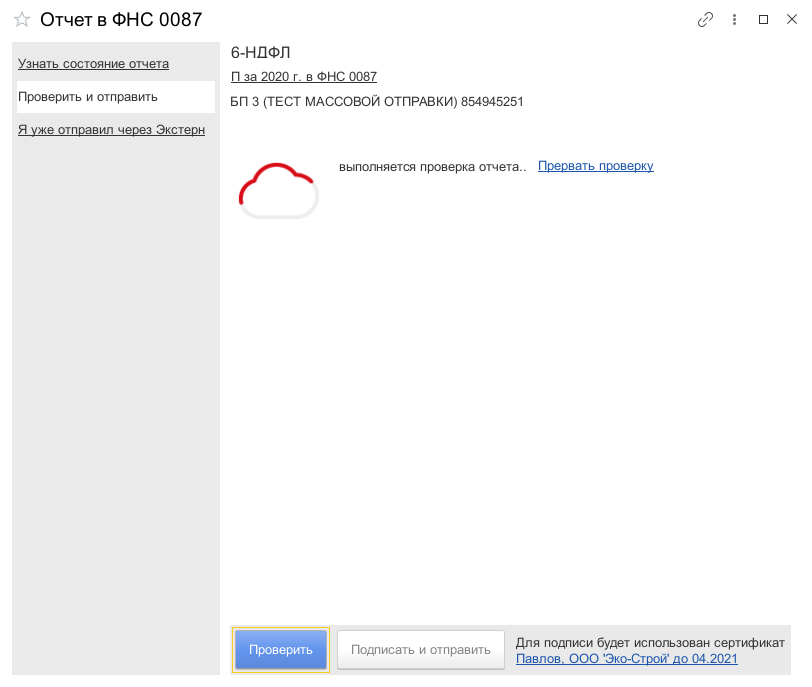 Отчет в ФНС 0087
Узнать состояние отчета
Проверить и отправить
Я уже отправил через Экстерн
6-НДФЛ
П за 2020 г. в ФНС 0087
БП 3 (ТЕСТ МАССОВОЙ ОТПРАВКИ) 854945251
выполняется проверка отчета.. Прервать проверку
Проверить
Подписать и отправить
Для подписи будет использован сертификат
Павлов, ООО 'Эко-Строй' до 04.2021